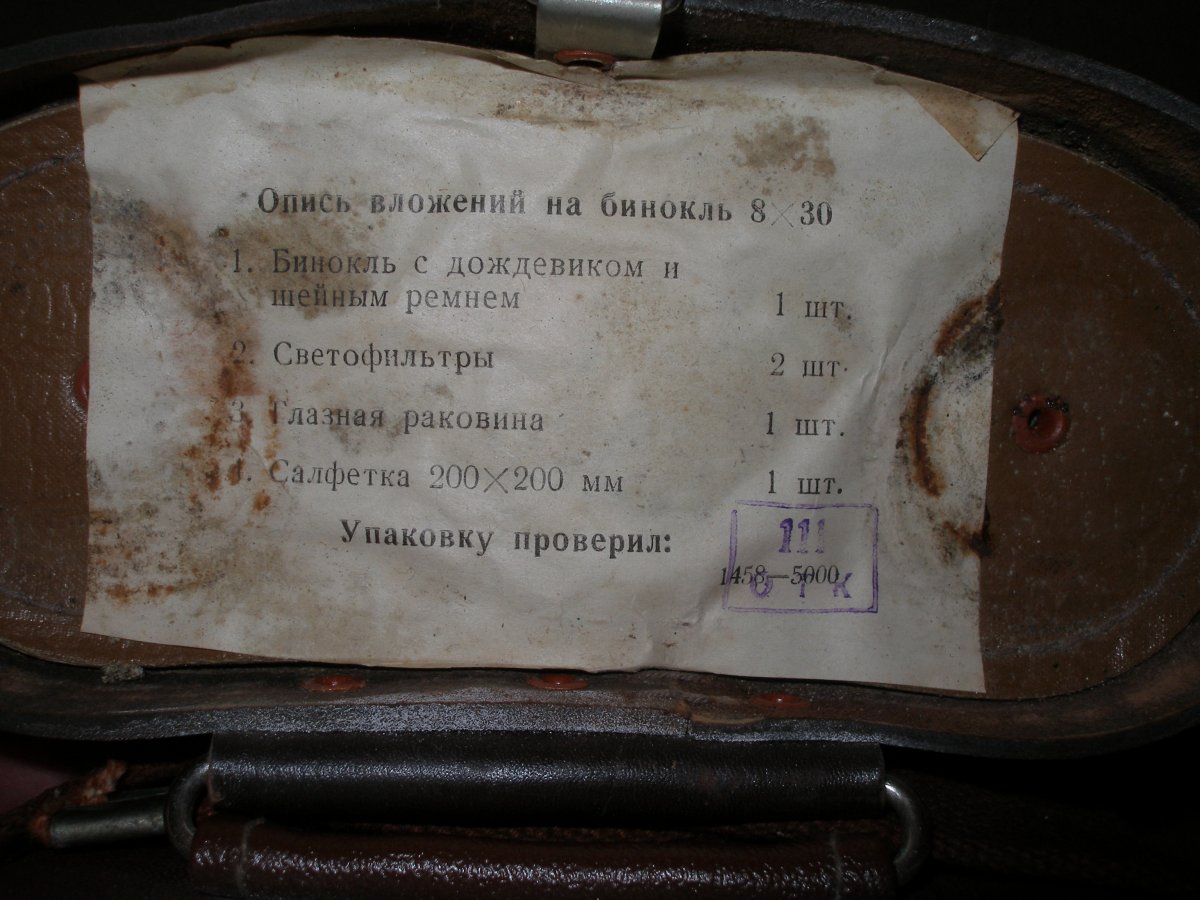 Опись вложений на бинокль 8×30
1. Бинокль с дождевиком и
шейным ремнем 1 шт.
2. Светофильтры 2 шт.
3. Глазная раковина 1 шт.
4. Салфетка 200×200 мм 1 шт.
Упаковку проверил:
111
1458—5000
ОТК